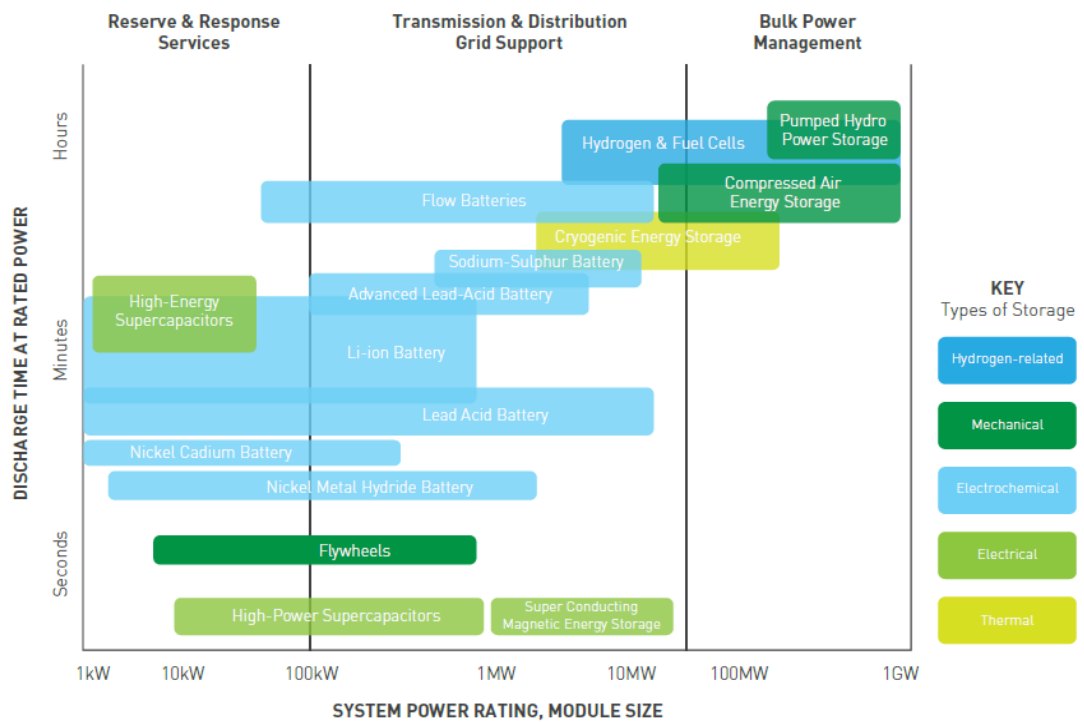 Reserve & Response
Services
Transmission & Distribution
Grid Support
Bulk Power
Management
DISCHARGE TIME AT RATED POWER
Hours
Minutes
Seconds
Pumped Hydro
Power Storage
Hydrogen & Fuel Cells
Compressed Air
Energy Storage
Flow Batteries
Cryogenic Energy Storage
Sodium-Sulphur Battery
Advanced Lead-Acid Battery
High-Energy
Supercapacitors
Li-ion Battery
Lead Acid Battery
Nickel Cadium Battery
Nickel Metal Hydride Battery
Flywheels
High-Power Supercapacitors
Super Conducting
Magnetic Energy Storage
1kW
10kW
100kW
1MW
10MW
100MW
1GW
SYSTEM POWER RATING, MODULE SIZE
KEY
Types of Storage
Hydrogen-related
Mechanical
Electrochemical
Electrical
Thermal